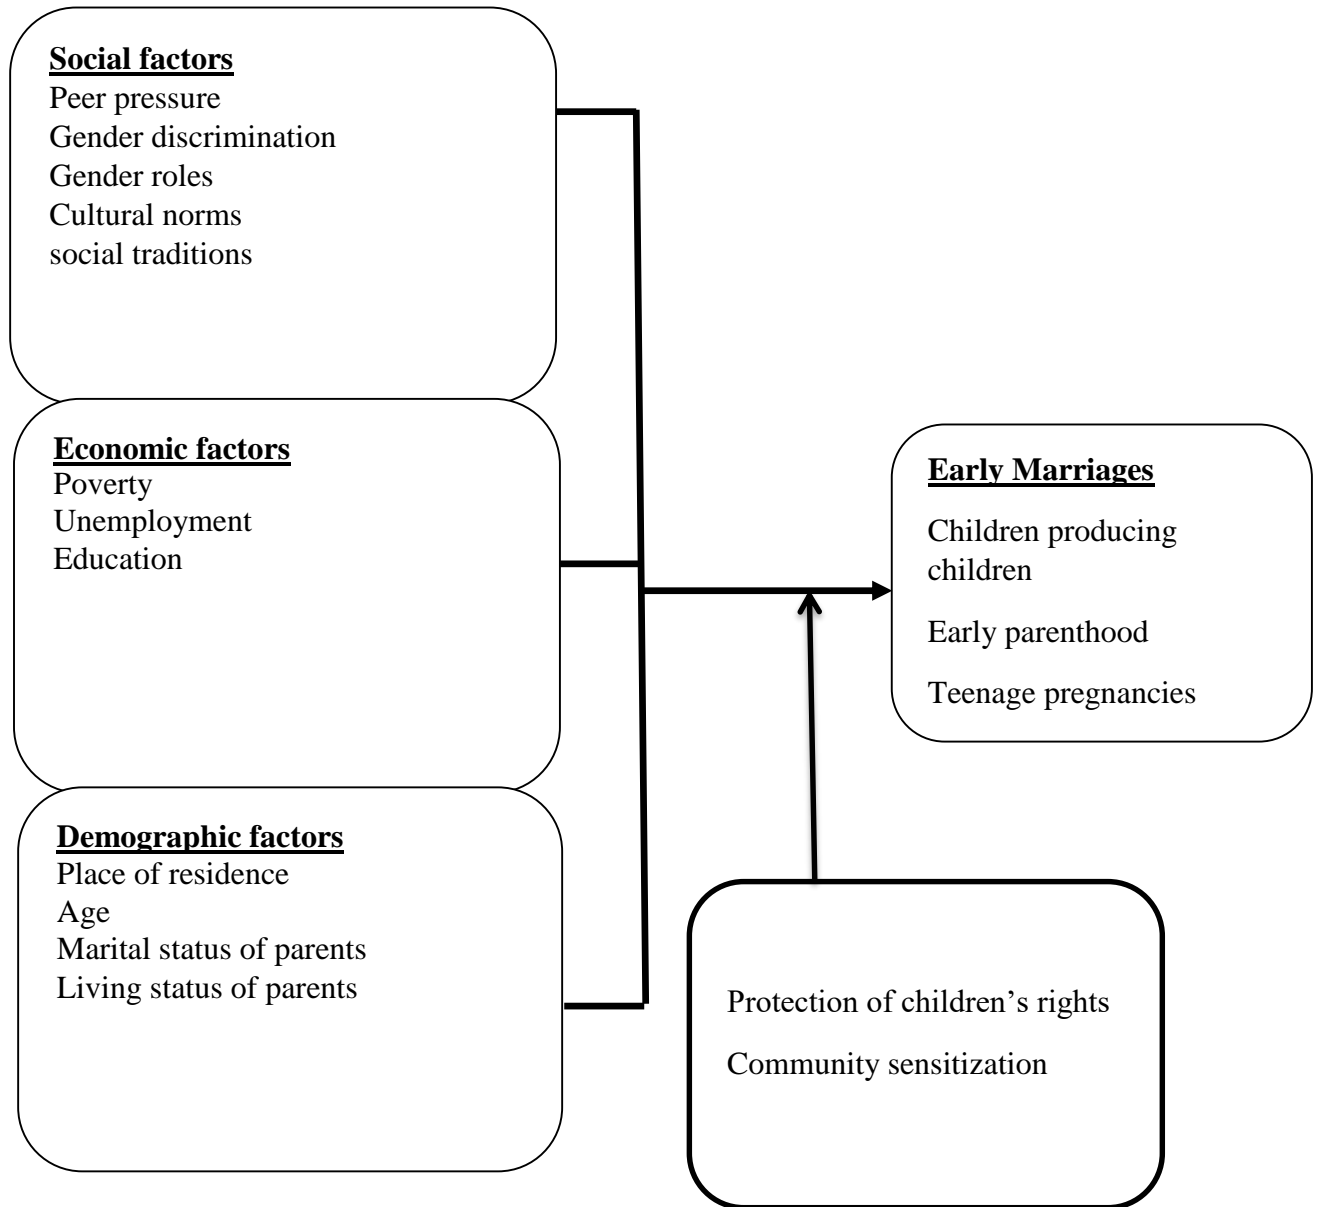 Social factors
Peer pressure
Gender discrimination
Gender roles
Cultural norms
social traditions
Economic factors
Poverty
Unemployment
Education
Demographic factors
Place of residence
Age
Marital status of parents
Living status of parents
Early Marriages
Children producing
children
Early parenthood
Teenage pregnancies
Protection of children’s rights
Community sensitization